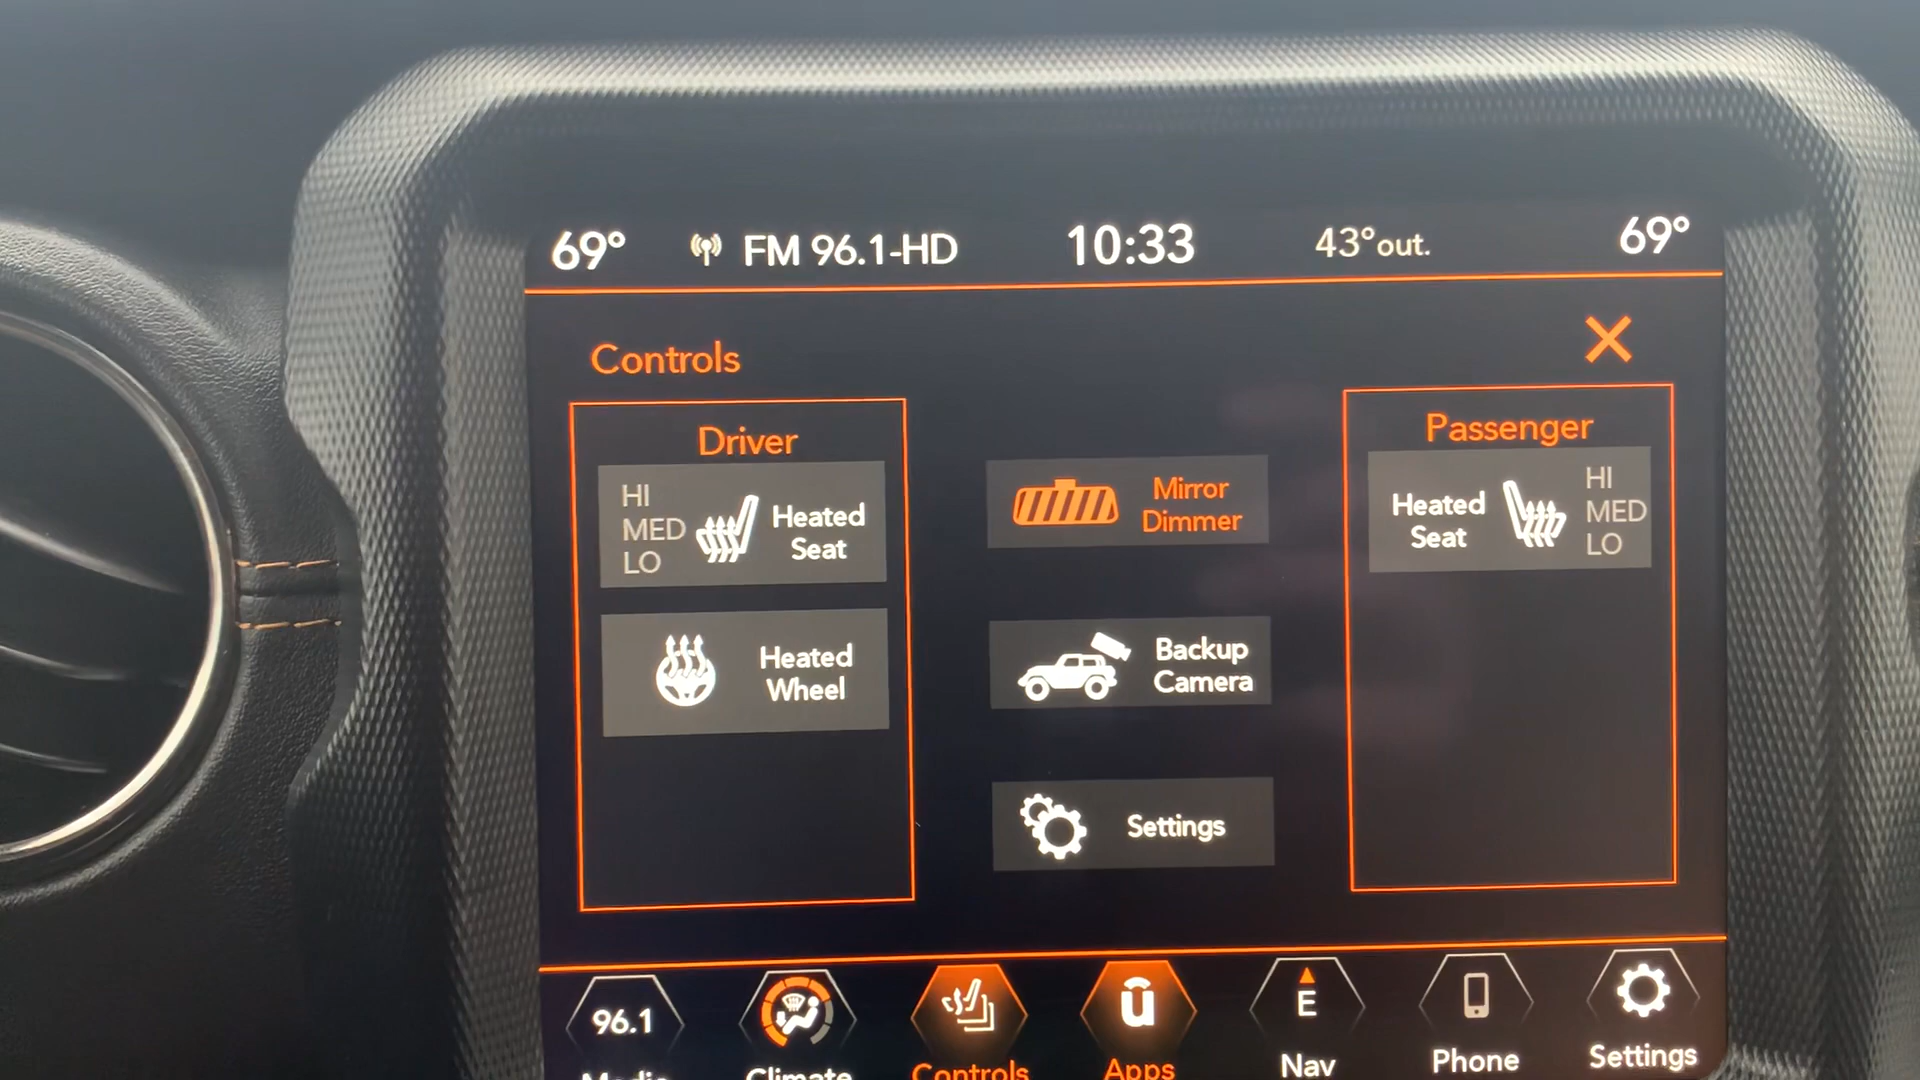 69° FM 96.1-HD 10:33 43°out. 69°
Controls
Driver
HI
MED
LO
Heated
Seat
Heated
Wheel
Mirror
Dimmer
Backup
Camera
Settings
Passenger
Heated
Seat
HI
MED
LO
96.1
Media
Climate
Controls
ū
Apps
E
Nav
Phone
Settings